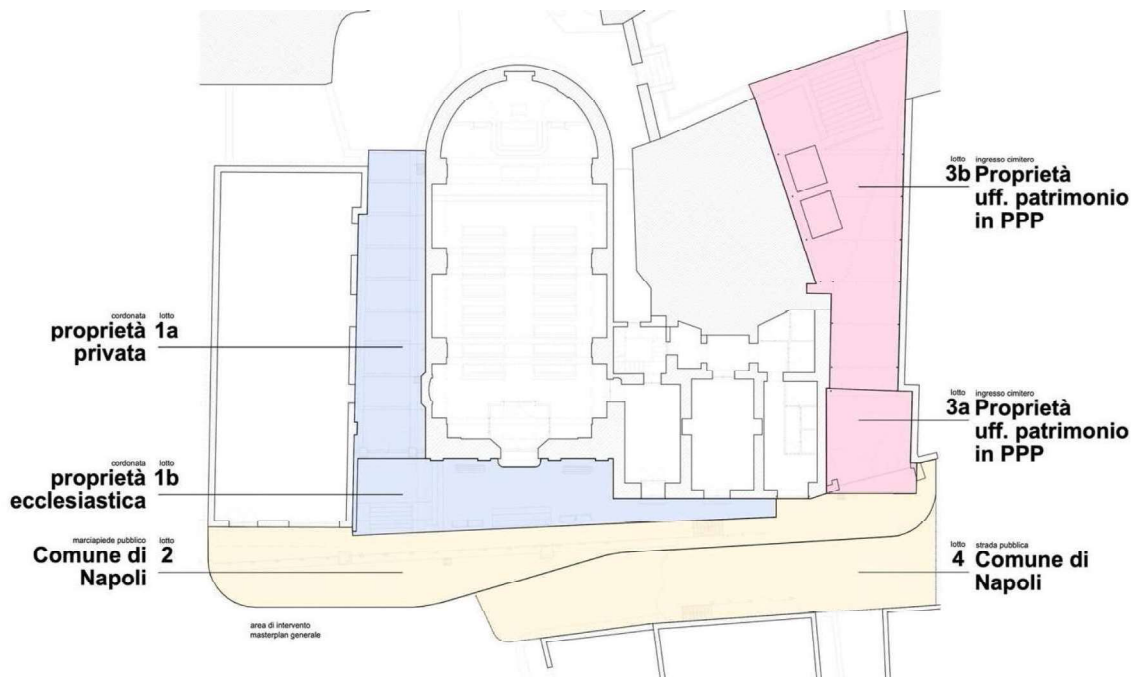 cordonata lotto
proprietà 1a
privata
cordonata lotto
proprietà 1b
ecclesiastica
marciapiede pubblico lotto
Comune di 2
Napoli
area di intervento
masterplan generale
lotto ingresso cimitero
3b Proprietà
uff. patrimonio
in PPP
lotto ingresso cimitero
3a Proprietà
uff. patrimonio
in PPP
lotto strada pubblica
4 Comune di
Napoli